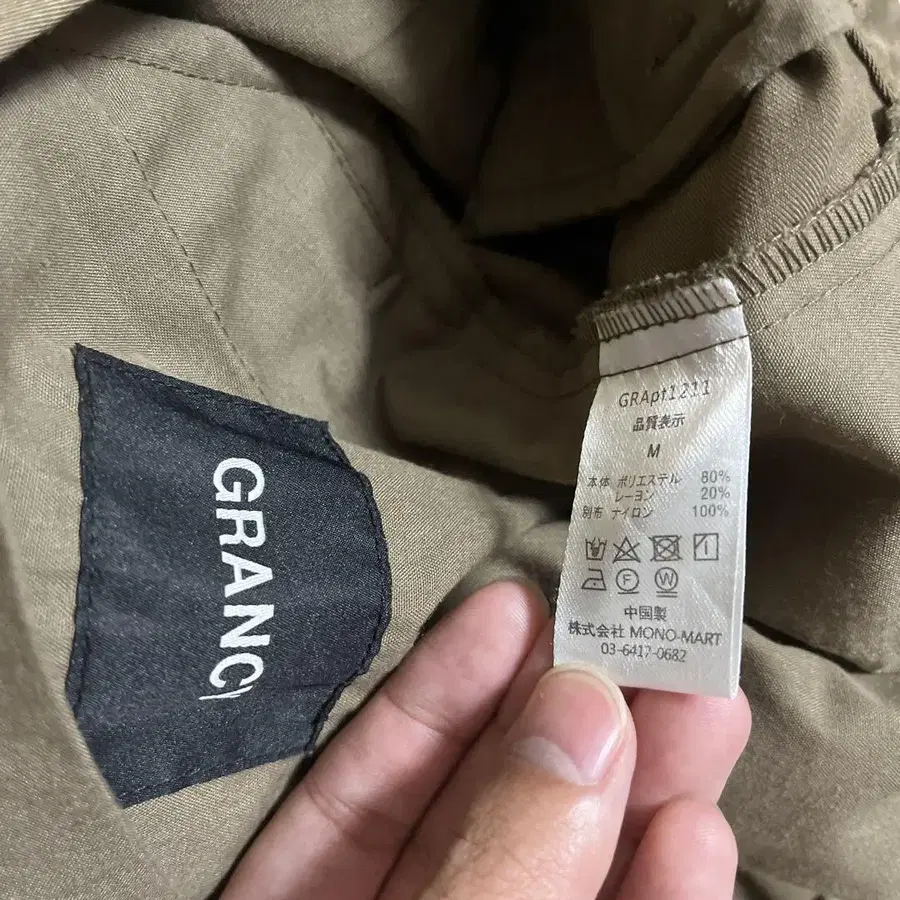 GRANC
GRApt1211
品質表示
M
本体 ポリエステル 80%
レーヨン 20%
別布 ナイロン 100%
F W
中国製
株式会社 MONO-MART
03-6417-0682